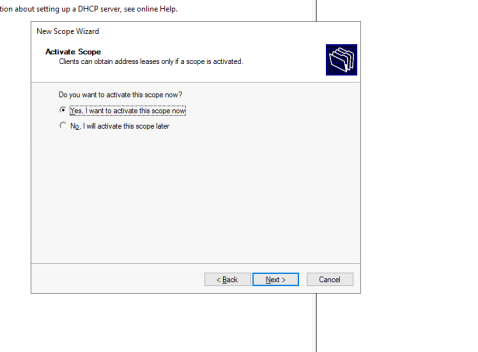 tion about setting up a DHCP server, see online Help.
New Scope Wizard
Activate Scope
Clients can obtain address leases only if a scope is activated.
Do you want to activate this scope now?
Yes, I want to activate this scope now
No, I will activate this scope later
< Back Next > Cancel